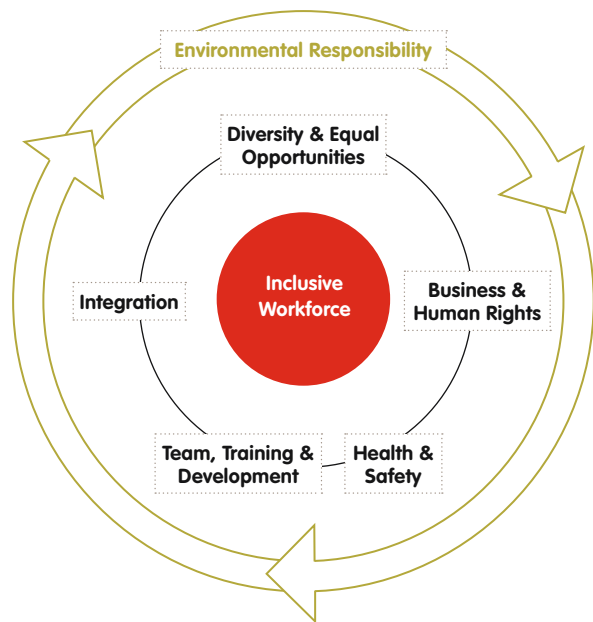 Environmental Responsibility
Diversity & Equal
Opportunities
Inclusive
Workforce
Integration
Business &
Human Rights
Team, Training &
Development
Health &
Safety